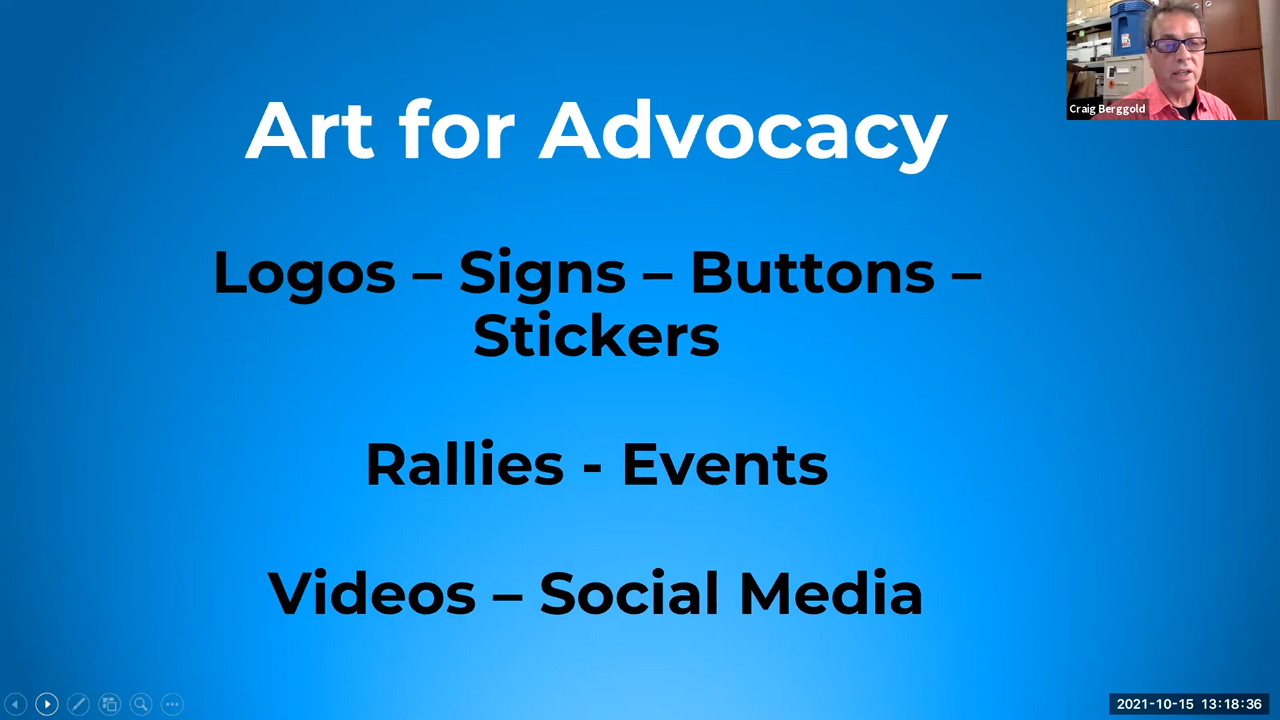 Art for Advocacy
Logos – Signs – Buttons –
Stickers
Rallies - Events
Videos – Social Media
Craig Berggold
2021-10-15 13:18:36